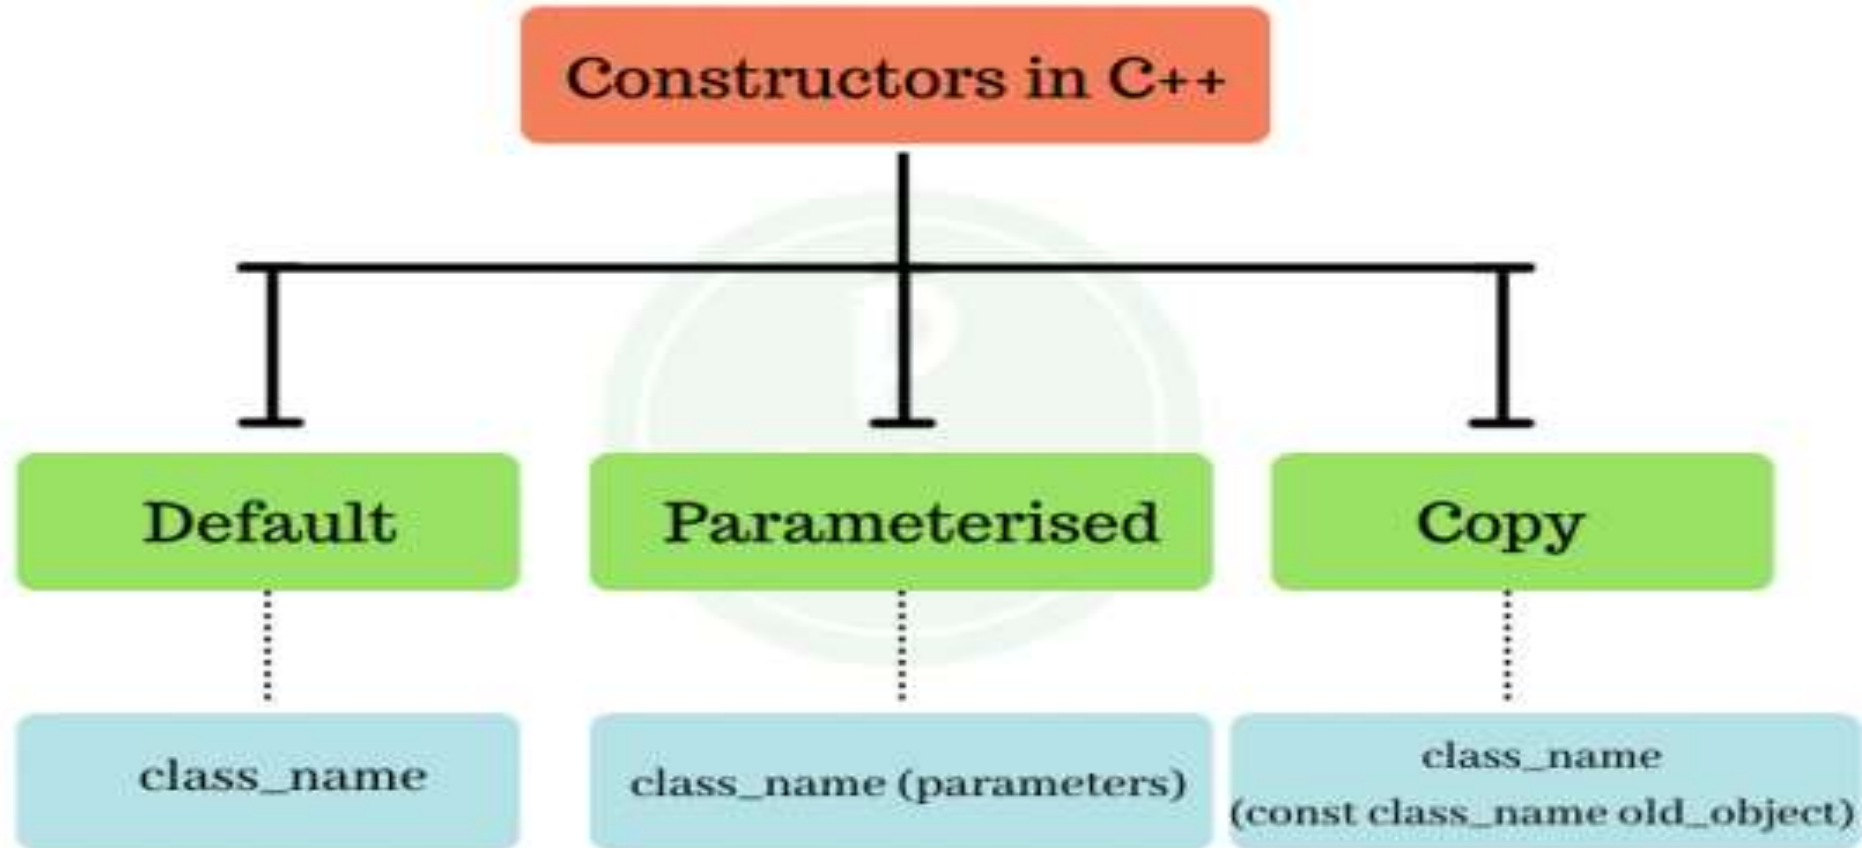 Constructors in C++
Default
Parameterised
Copy
class_name
class_name (parameters)
class_name
(const class_name old_object)